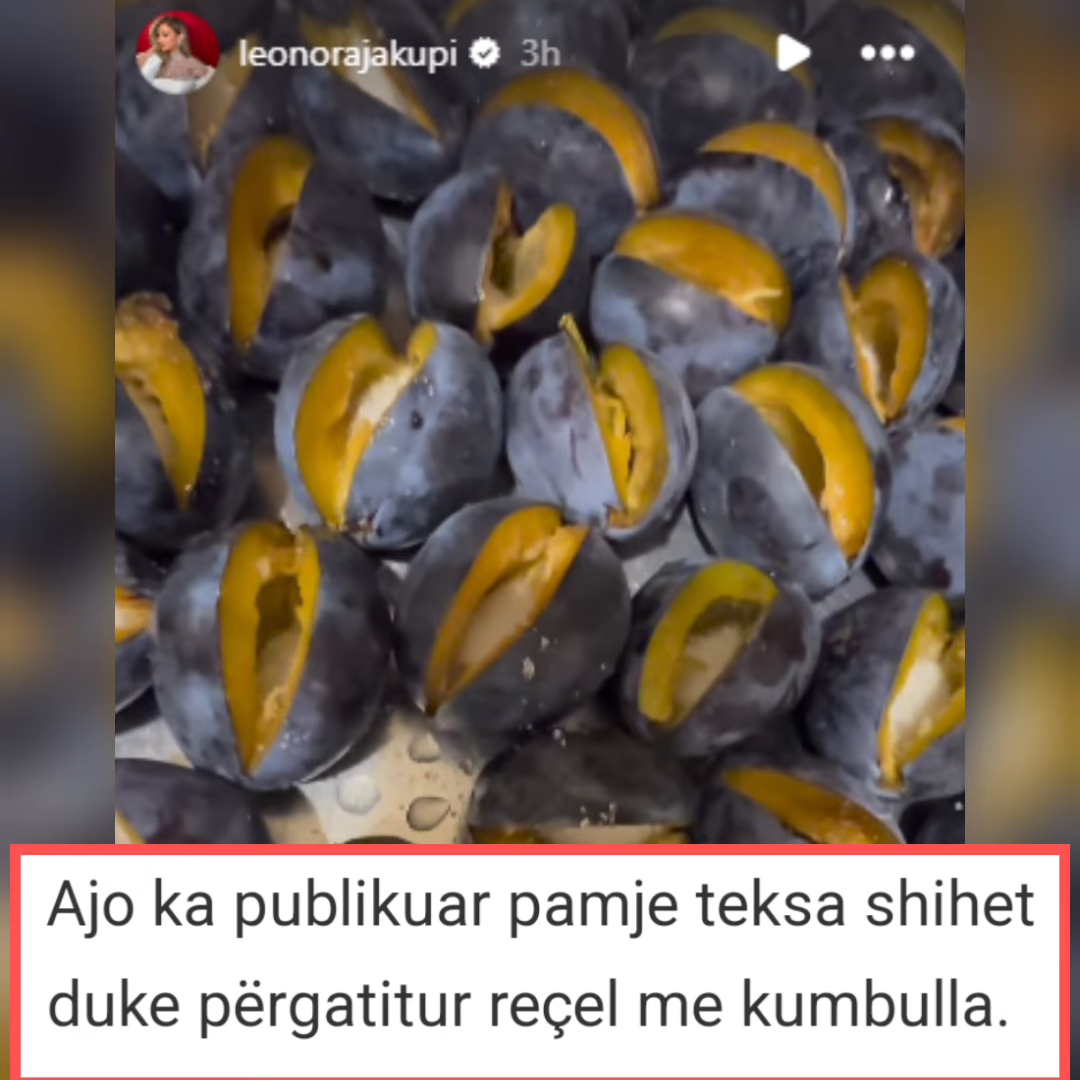 leonorajakupi 3h
Ajo ka publikuar pamje teksa shihet
duke përgatitur reçel me kumbulla.